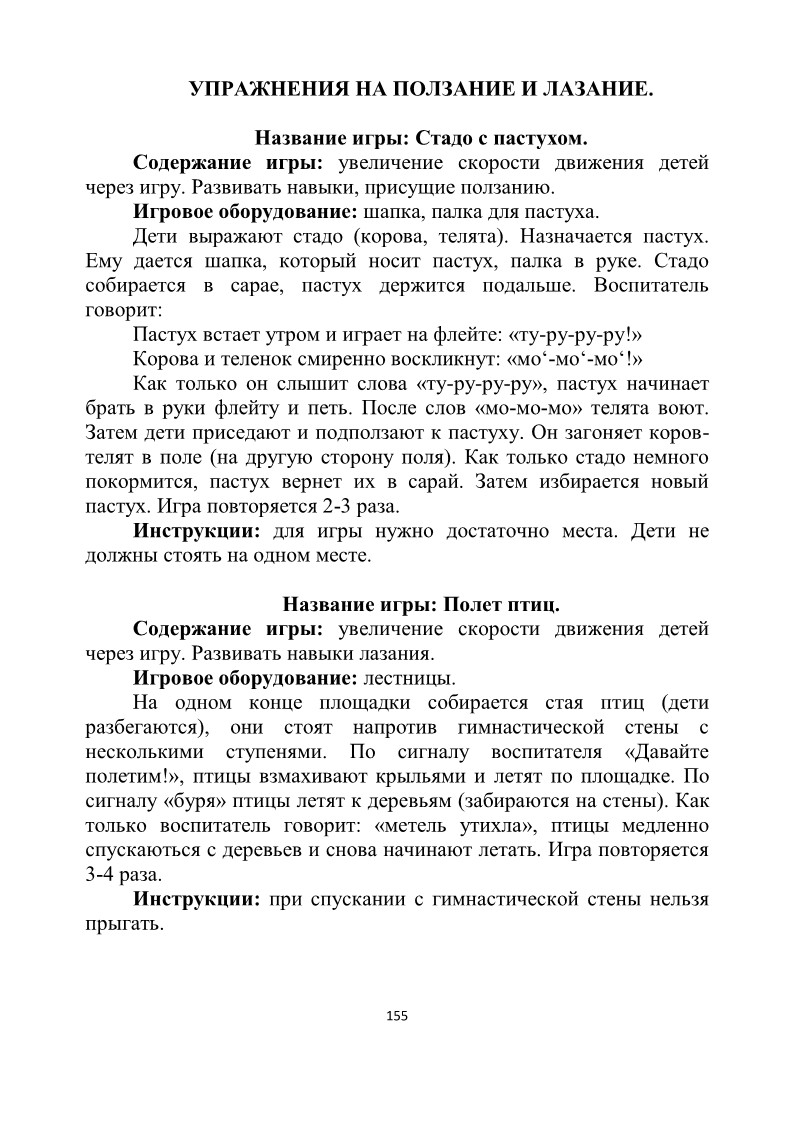 УПРАЖНЕНИЯ НА ПОЛЗАНИЕ И ЛАЗАНИЕ.
Название игры: Стадо с пастухом.
Содержание игры: увеличение скорости движения детей
через игру. Развивать навыки, присущие ползанию.
Игровое оборудование: шапка, палка для пастуха.
Дети выражают стадо (корова, телята). Назначается пастух.
Ему дается шапка, который носит пастух, палка в руке. Стадо
собирается в сарае, пастух держится подальше. Воспитатель
говорит:
Пастух встает утром и играет на флейте: «ту-ру-ру-ру!»
Корова и теленок смиренно воскликнут: «мо‘-мо‘-мо‘!»
Как только он слышит слова «ту-ру-ру-ру», пастух начинает
брать в руки флейту и петь. После слов «мо-мо-мо» телята воют.
Затем дети приседают и подползают к пастуху. Он загоняет коров-
телят в поле (на другую сторону поля). Как только стадо немного
покормится, пастух вернет их в сарай. Затем избирается новый
пастух. Игра повторяется 2-3 раза.
Инструкции: для игры нужно достаточно места. Дети не
должны стоять на одном месте.
Название игры: Полет птиц.
Содержание игры: увеличение скорости движения детей
через игру. Развивать навыки лазания.
Игровое оборудование: лестницы.
На одном конце площадки собирается стая птиц (дети
разбегаются), они стоят напротив гимнастической стены с
несколькими ступенями. По сигналу воспитателя «Давайте
полетим!», птицы взмахивают крыльями и летят по площадке. По
сигналу «буря» птицы летят к деревьям (забираются на стены). Как
только воспитатель говорит: «метель утихла», птицы медленно
спускаються с деревьев и снова начинают летать. Игра повторяется
3-4 раза.
Инструкции: при спускании с гимнастической стены нельзя
прыгать.
155